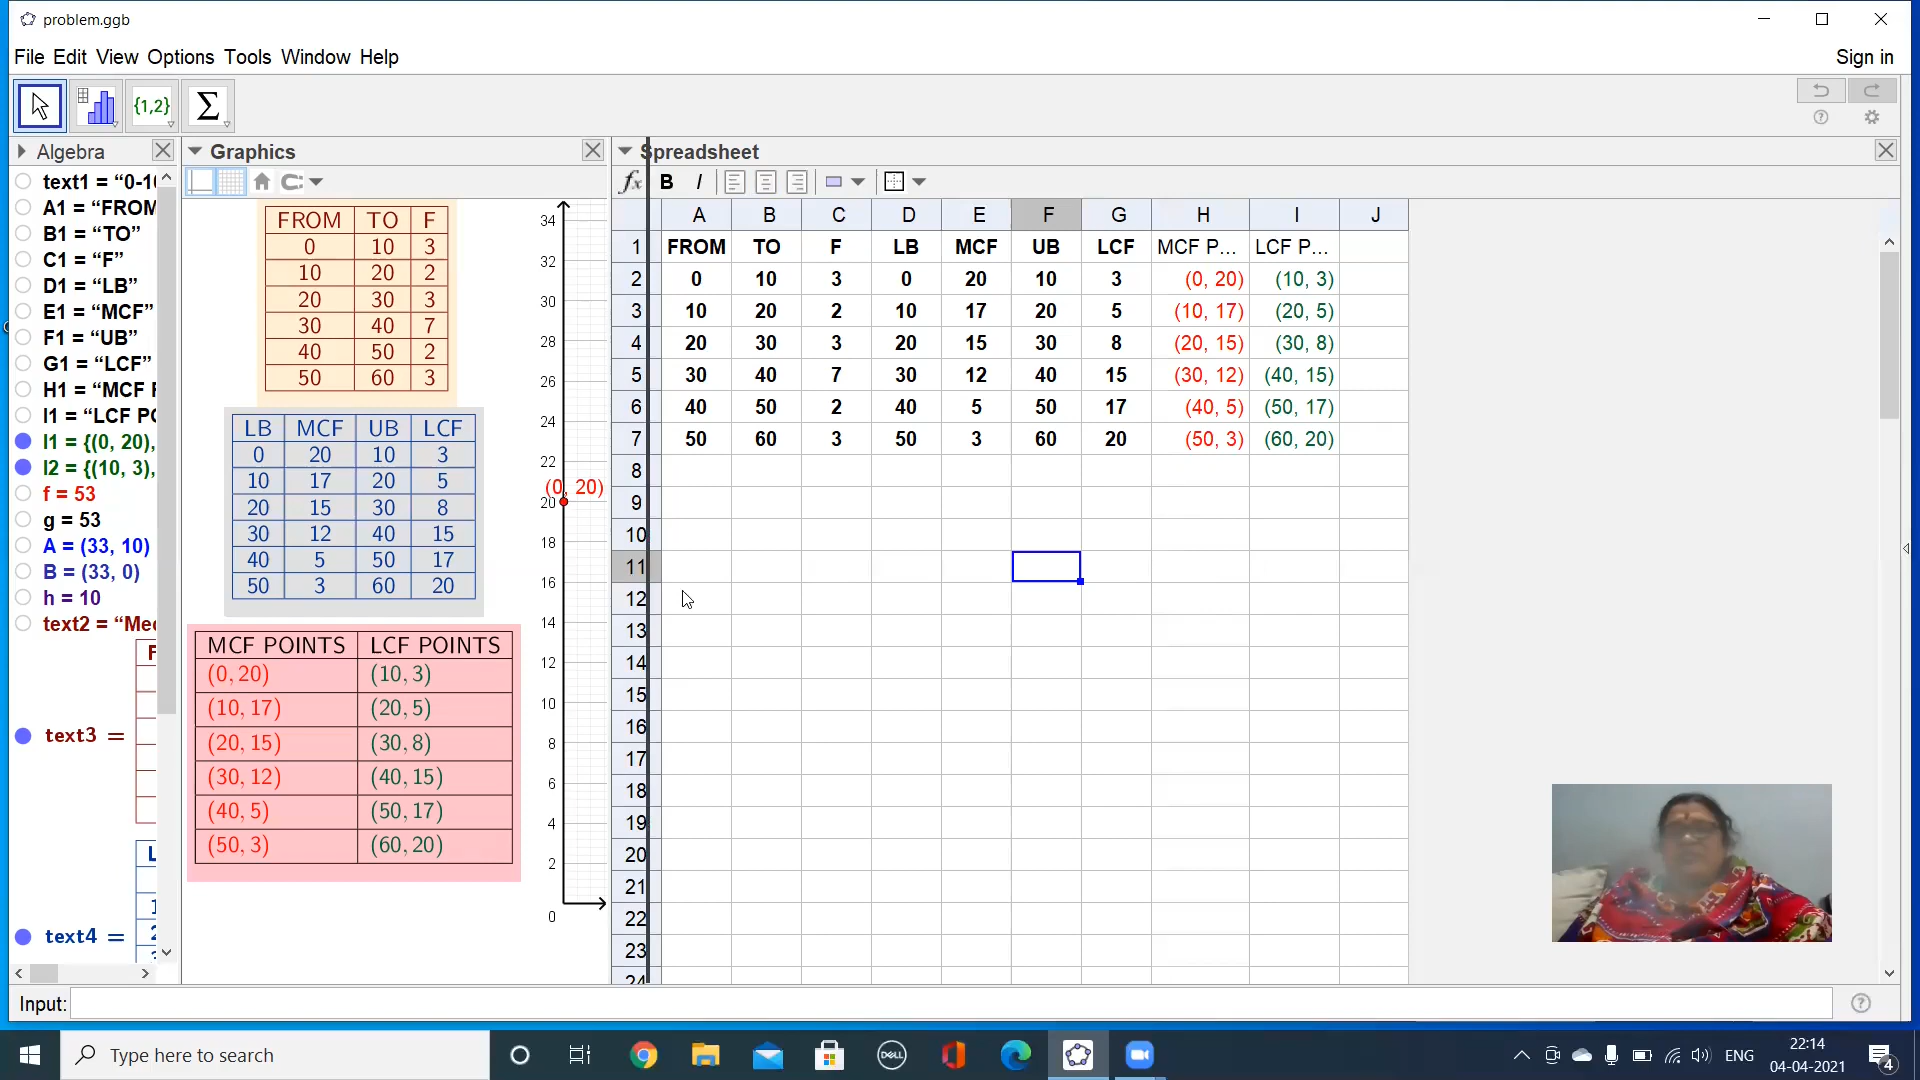 problem.ggb
File Edit View Options Tools Window Help
Sign in
{1,2}
Σ
Algebra
Graphics
Spreadsheet
text1 = “0-10
A1 = “FROM
B1 = “TO”
C1 = “F”
D1 = “LB”
E1 = “MCF”
F1 = “UB”
G1 = “LCF”
H1 = “MCF P
I1 = “LCF PO
l1 = {(0, 20),
l2 = {(10, 3),
f = 53
g = 53
A = (33, 10)
B = (33, 0)
h = 10
text2 = “Med
text3 =
text4 =
FROM TO F
0 10 3
10 20 2
20 30 3
30 40 7
40 50 2
50 60 3
LB MCF UB LCF
0 20 10 3
10 17 20 5
20 15 30 8
30 12 40 15
40 5 50 17
50 3 60 20
MCF POINTS LCF POINTS
(0, 20) (10, 3)
(10, 17) (20, 5)
(20, 15) (30, 8)
(30, 12) (40, 15)
(40, 5) (50, 17)
(50, 3) (60, 20)
34
32
30
28
26
24
22
(0, 20)
20
18
16
14
12
10
8
6
4
2
0
fx B I
A B C D E F G H I J
1 FROM TO F LB MCF UB LCF MCF P... LCF P...
2 0 10 3 0 20 10 3 (0, 20) (10, 3)
3 10 20 2 10 17 20 5 (10, 17) (20, 5)
4 20 30 3 20 15 30 8 (20, 15) (30, 8)
5 30 40 7 30 12 40 15 (30, 12) (40, 15)
6 40 50 2 40 5 50 17 (40, 5) (50, 17)
7 50 60 3 50 3 60 20 (50, 3) (60, 20)
8
9
10
11
12
13
14
15
16
17
18
19
20
21
22
23
24
Input:
Type here to search
DELL
ENG
22:14
04-04-2021
4